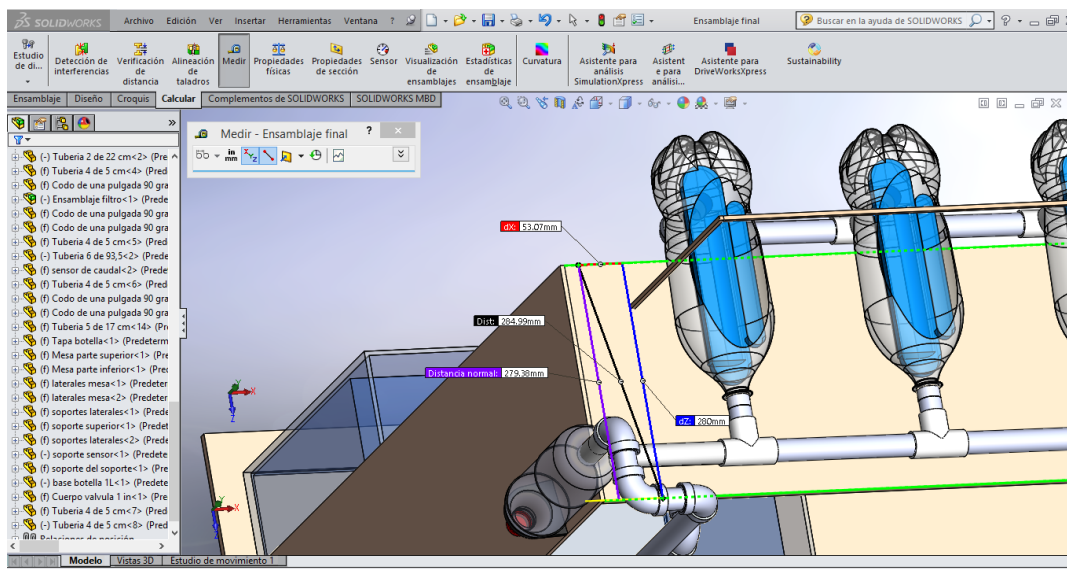 SOLIDWORKS Archivo Edición Ver Insertar Herramientas Ventana ? Ensamblaje final Buscar en la ayuda de SOLIDWORKS
Estudio de di...
Detección de interferencias
Verificación de distancia
Alineación de taladros
Medir
Propiedades físicas
Propiedades de sección
Sensor
Visualización de ensamblajes
Estadísticas de ensamblaje
Curvatura
Asistente para análisis SimulationXpress
Asistent e para análisi...
Asistente para DriveWorksXpress
Sustainability
Ensamblaje Diseño Croquis Calcular Complementos de SOLIDWORKS SOLIDWORKS MBD
Medir - Ensamblaje final ? ×
in mm
XYZ
(-) Tuberia 2 de 22 cm<2> (Pre
(f) Tuberia 4 de 5 cm<4> (Pred
(f) Codo de una pulgada 90 gra
(-) Ensamblaje filtro<1> (Prede
(f) Codo de una pulgada 90 gra
(f) Codo de una pulgada 90 gra
(f) Tuberia 4 de 5 cm<5> (Pred
(-) Tuberia 6 de 93,5<2> (Prede
(f) sensor de caudal<2> (Prede
(f) Tuberia 4 de 5 cm<6> (Pred
(f) Codo de una pulgada 90 gra
(f) Codo de una pulgada 90 gra
(f) Tuberia 5 de 17 cm<14> (Pr
(f) Tapa botella<1> (Predeterm
(f) Mesa parte superior<1> (Pre
(f) Mesa parte inferior<1> (Prec
(f) laterales mesa<1> (Predeter
(f) laterales mesa<2> (Predeter
(f) soportes laterales<1> (Prede
(f) soporte superior<1> (Predet
(f) soportes laterales<2> (Prede
(-) soporte sensor<1> (Predete
(f) soporte del soporte<1> (Pre
(-) base botella 1L<1> (Predete
(f) Cuerpo valvula 1 in<1> (Pre
(f) Tuberia 4 de 5 cm<7> (Pred
(-) Tuberia 4 de 5 cm<8> (Pred
Relaciones de posición
dX: 53.07mm
Dist: 284.99mm
Distancia normal: 279.38mm
dZ: 280mm
Y
X
Z
Y
X
Z
Modelo Vistas 3D Estudio de movimiento 1